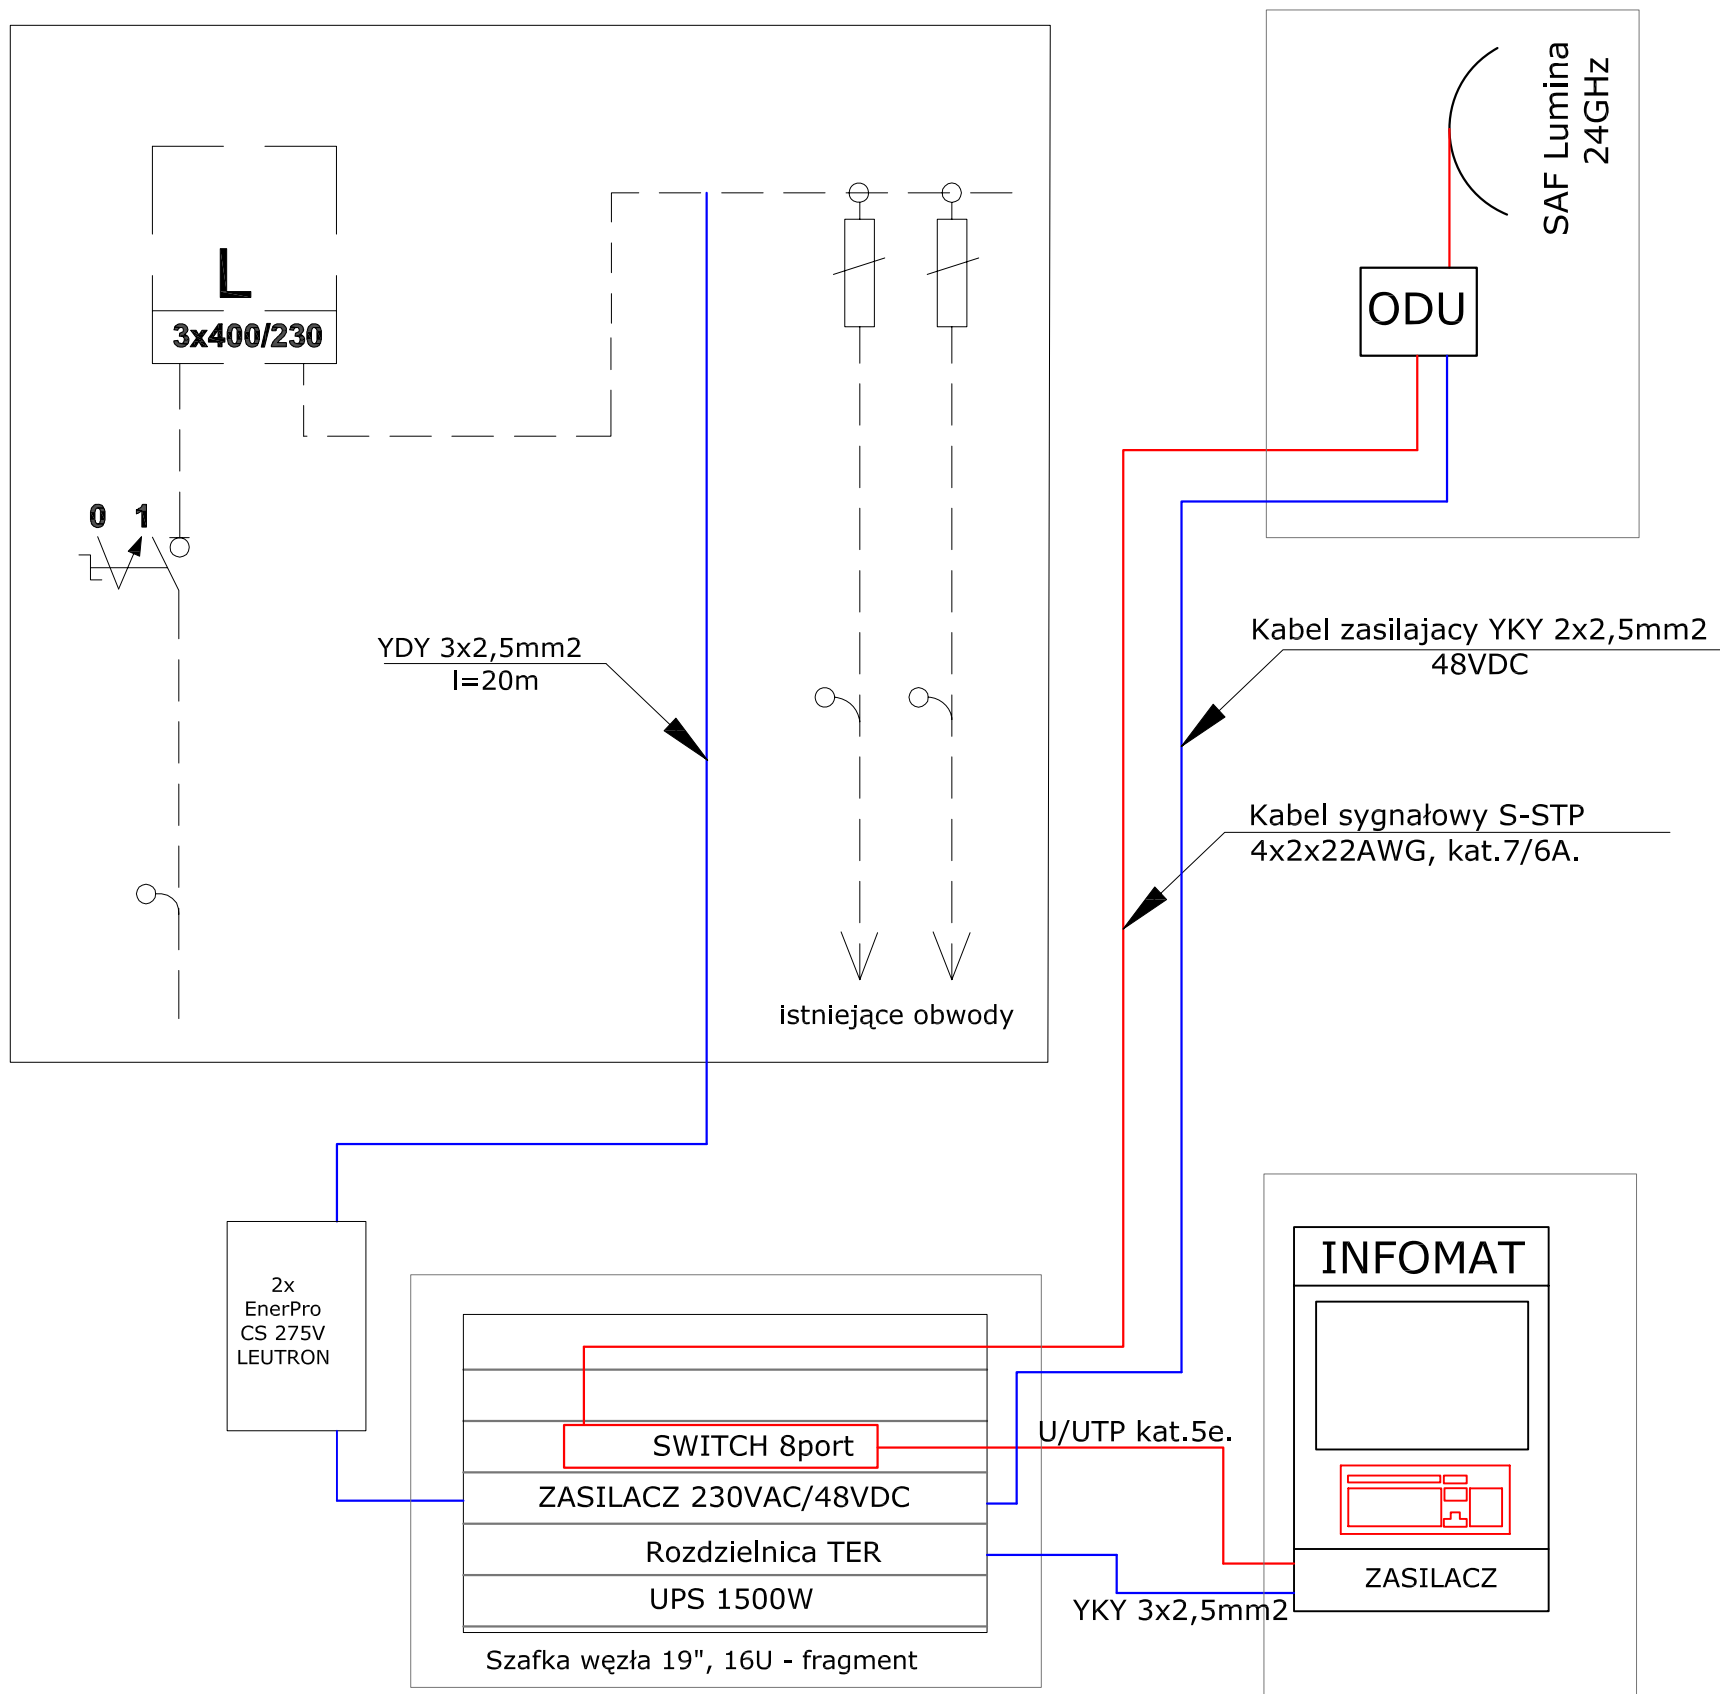 SAF Lumina
24GHz
L
3x400/230
ODU
0 1
YDY 3x2,5mm2
l=20m
Kabel zasilajacy YKY 2x2,5mm2
48VDC
Kabel sygnałowy S-STP
4x2x22AWG, kat.7/6A.
istniejące obwody
2x
EnerPro
CS 275V
LEUTRON
INFOMAT
U/UTP kat.5e.
SWITCH 8port
ZASILACZ 230VAC/48VDC
Rozdzielnica TER
UPS 1500W
ZASILACZ
YKY 3x2,5mm2
Szafka węzła 19", 16U - fragment